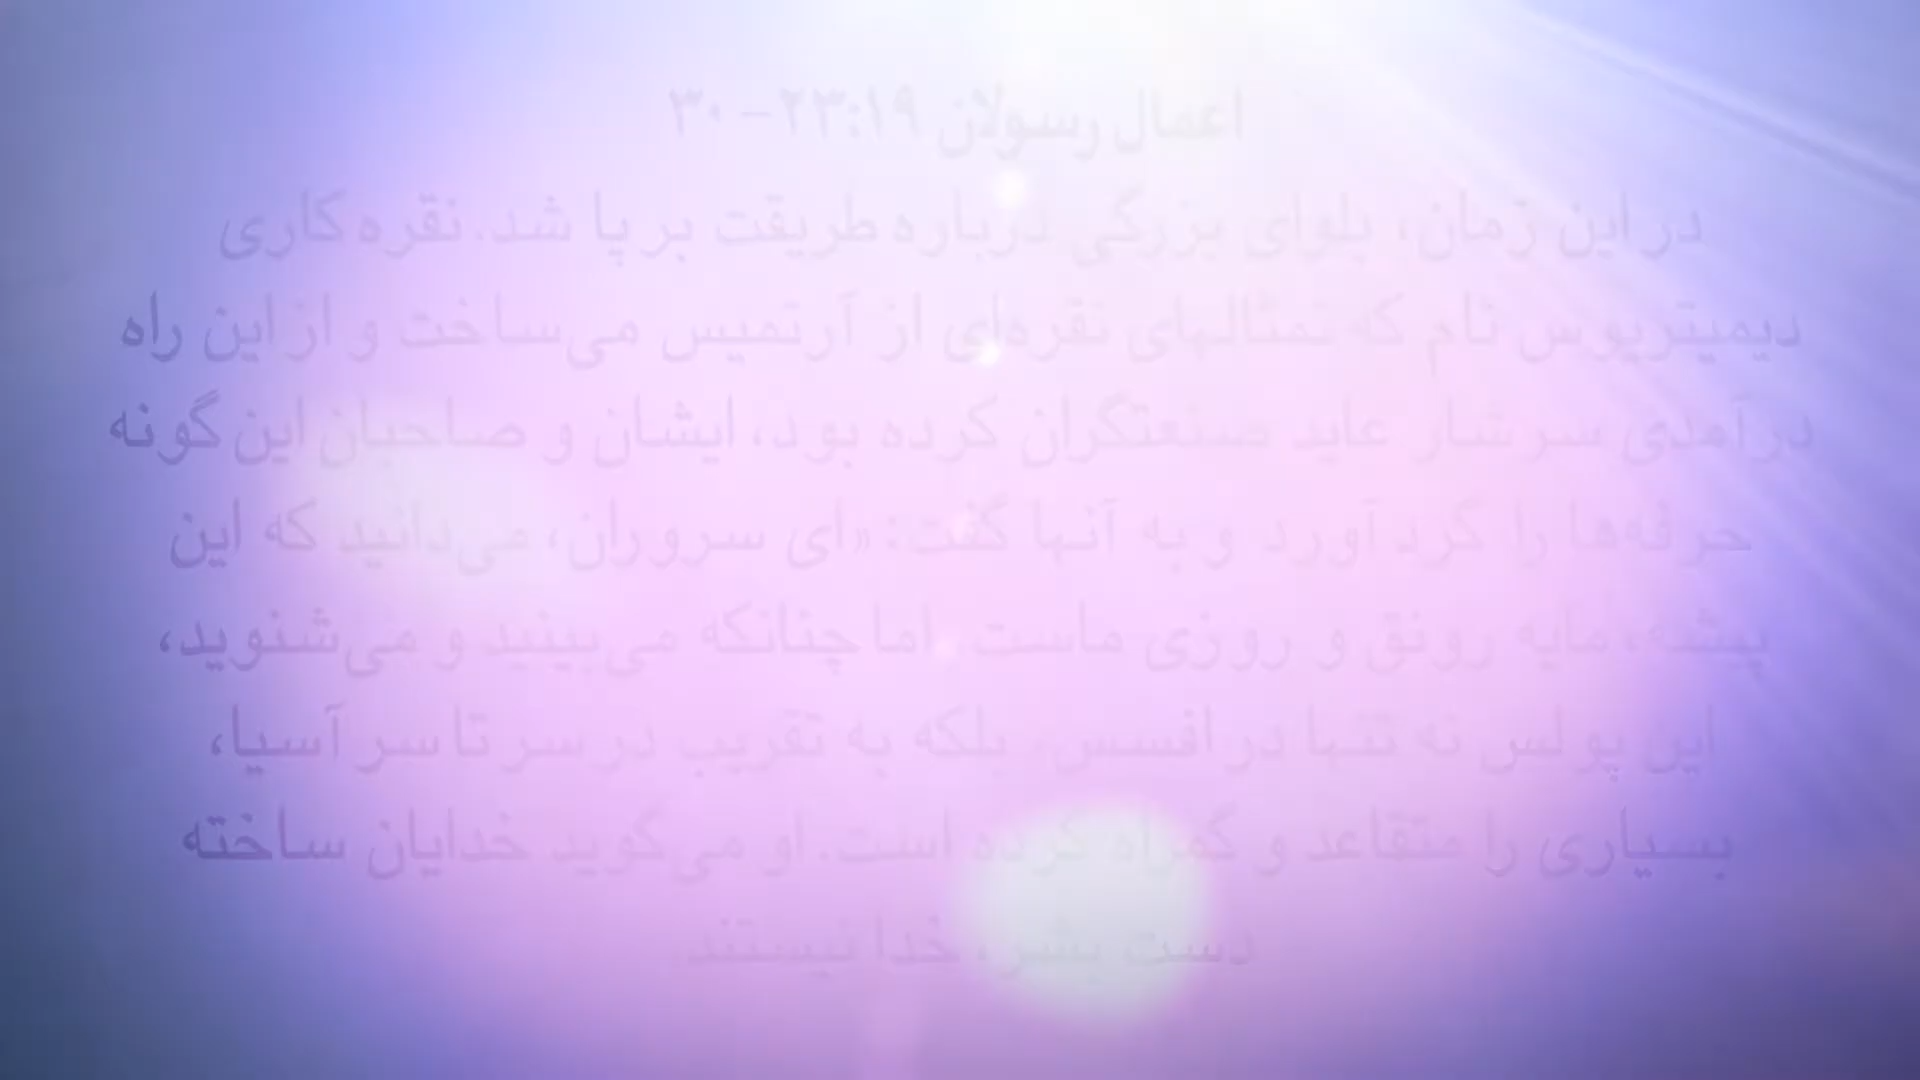 اعمال رسولان ۲۳:۱۹-۳۰
در این زمان، بلوای بزرگی درباره طریقت بر پا شد. نقره کاری
دیمیتریوس نام که تمثالهای نقره‌ای از آرتمیس می‌ساخت و از این راه
درآمدی سرشار عاید صنعتگران کرده بود، ایشان و صاحبان این گونه
حرفه‌ها را گرد آورد و به آنها گفت: «ای سروران، می‌دانید که این
پیشه، مایه رونق و روزی ماست. اما چنانکه می‌بینید و می‌شنوید،
این پولس نه تنها در افسس، بلکه به تقریب در سر تا سر آسیا،
بسیاری را متقاعد و گمراه کرده است. او می‌گوید خدایان ساخته
دست بشر، خدا نیستند.